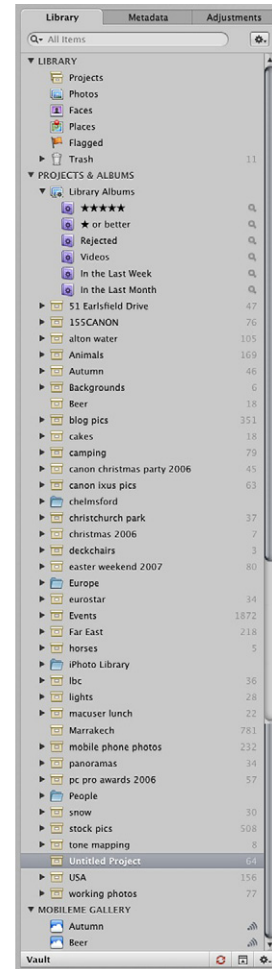 Library Metadata Adjustments
All Items
LIBRARY
Projects
Photos
Faces
Places
Flagged
Trash 11
PROJECTS & ALBUMS
Library Albums
★★★★★
★ or better
Rejected
Videos
In the Last Week
In the Last Month
51 Earlsfield Drive 47
155CANON 76
alton water 105
Animals 169
Autumn 46
Backgrounds 6
Beer 18
blog pics 351
cakes 18
camping 79
canon christmas party 2006 45
canon ixus pics 63
chelmsford
christchurch park 37
christmas 2006 7
deckchairs 3
easter weekend 2007 80
Europe
eurostar 34
Events 1872
Far East 218
horses 5
iPhoto Library
lbc 36
lights 28
macuser lunch 22
Marrakech 781
mobile phone photos 232
panoramas 34
pc pro awards 2006 57
People
snow 30
stock pics 508
tone mapping 8
Untitled Project 64
USA 156
working photos 77
MOBILEME GALLERY
Autumn
Beer
Vault